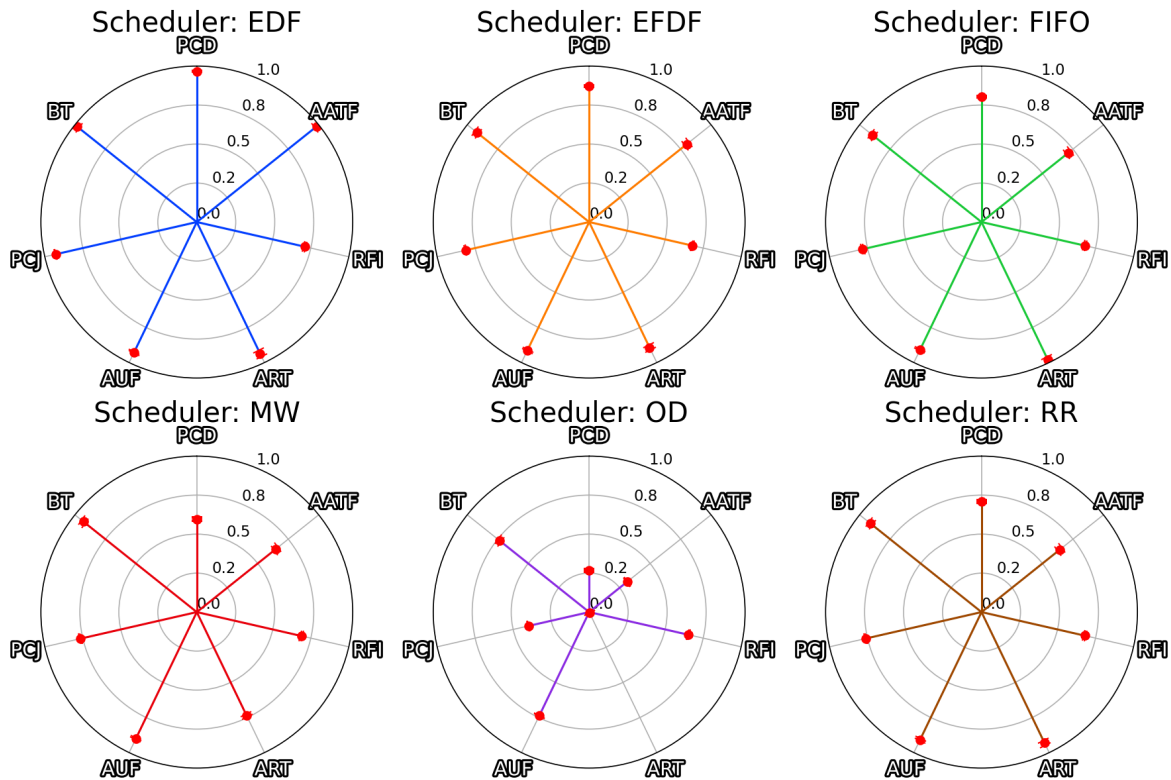 Scheduler: EDF
PCD
1.0
BT
AATF
0.8
0.5
0.2
0.0
PCJ
RFI
AUF
ART
Scheduler: EFDF
PCD
1.0
BT
AATF
0.8
0.5
0.2
0.0
PCJ
RFI
AUF
ART
Scheduler: FIFO
PCD
1.0
BT
AATF
0.8
0.5
0.2
0.0
PCJ
RFI
AUF
ART
Scheduler: MW
PCD
1.0
BT
AATF
0.8
0.5
0.2
0.0
PCJ
RFI
AUF
ART
Scheduler: OD
PCD
1.0
BT
AATF
0.8
0.5
0.2
0.0
PCJ
RFI
AUF
ART
Scheduler: RR
PCD
1.0
BT
AATF
0.8
0.5
0.2
0.0
PCJ
RFI
AUF
ART